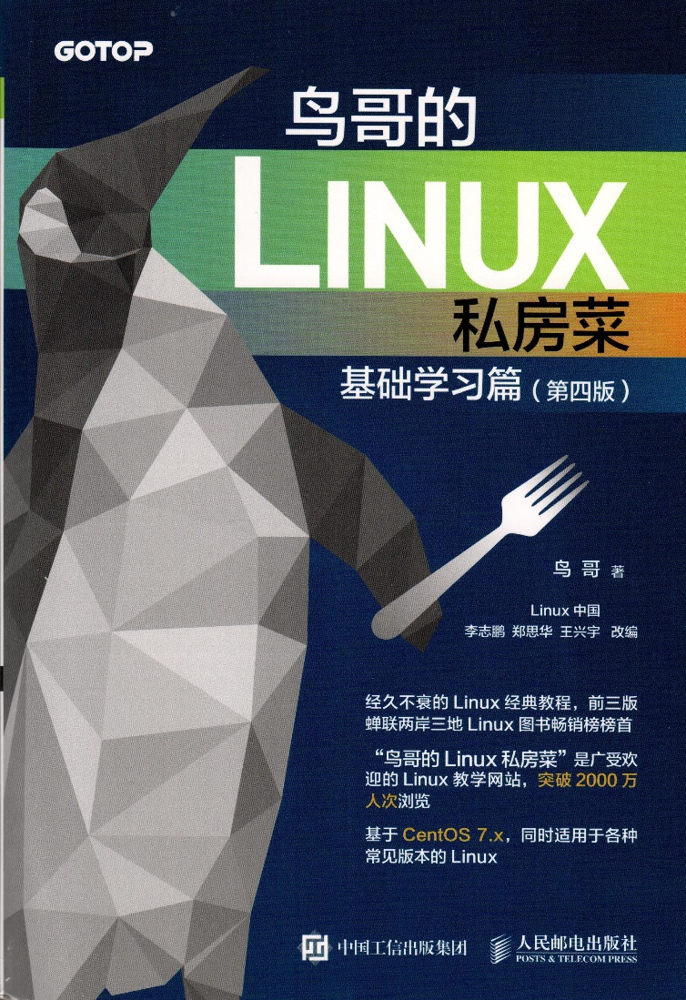 GOTOP
鸟哥的
LINUX
私房菜
基础学习篇（第四版）
鸟 哥 著
Linux 中国
李志鹏 郑思华 王兴宇 改编
经久不衰的 Linux 经典教程，前三版
蝉联两岸三地 Linux 图书畅销榜榜首
“鸟哥的 Linux 私房菜”是广受欢
迎的 Linux 教学网站，突破 2000 万
人次浏览
基于 CentOS 7.x，同时适用于各种
常见版本的 Linux
中国工信出版集团
人民邮电出版社
POSTS & TELECOM PRESS